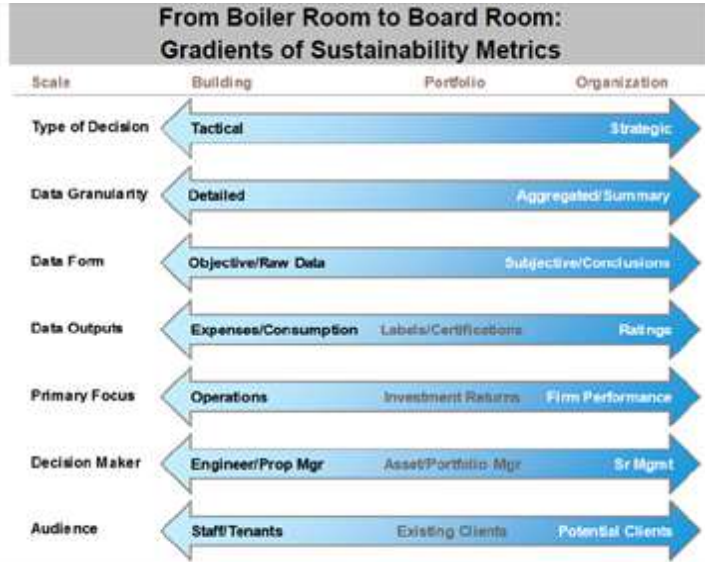 From Boiler Room to Board Room:
Gradients of Sustainability Metrics
Scale Building Portfolio Organization
Type of Decision Tactical Strategic
Data Granularity Detailed Aggregated/Summary
Data Form Objective/Raw Data Subjective/Conclusions
Data Outputs Expenses/Consumption Labels/Certifications Ratings
Primary Focus Operations Investment Returns Firm Performance
Decision Maker Engineer/Prop Mgr Asset/Portfolio Mgr Sr Mgmt
Audience Staff/Tenants Existing Clients Potential Clients